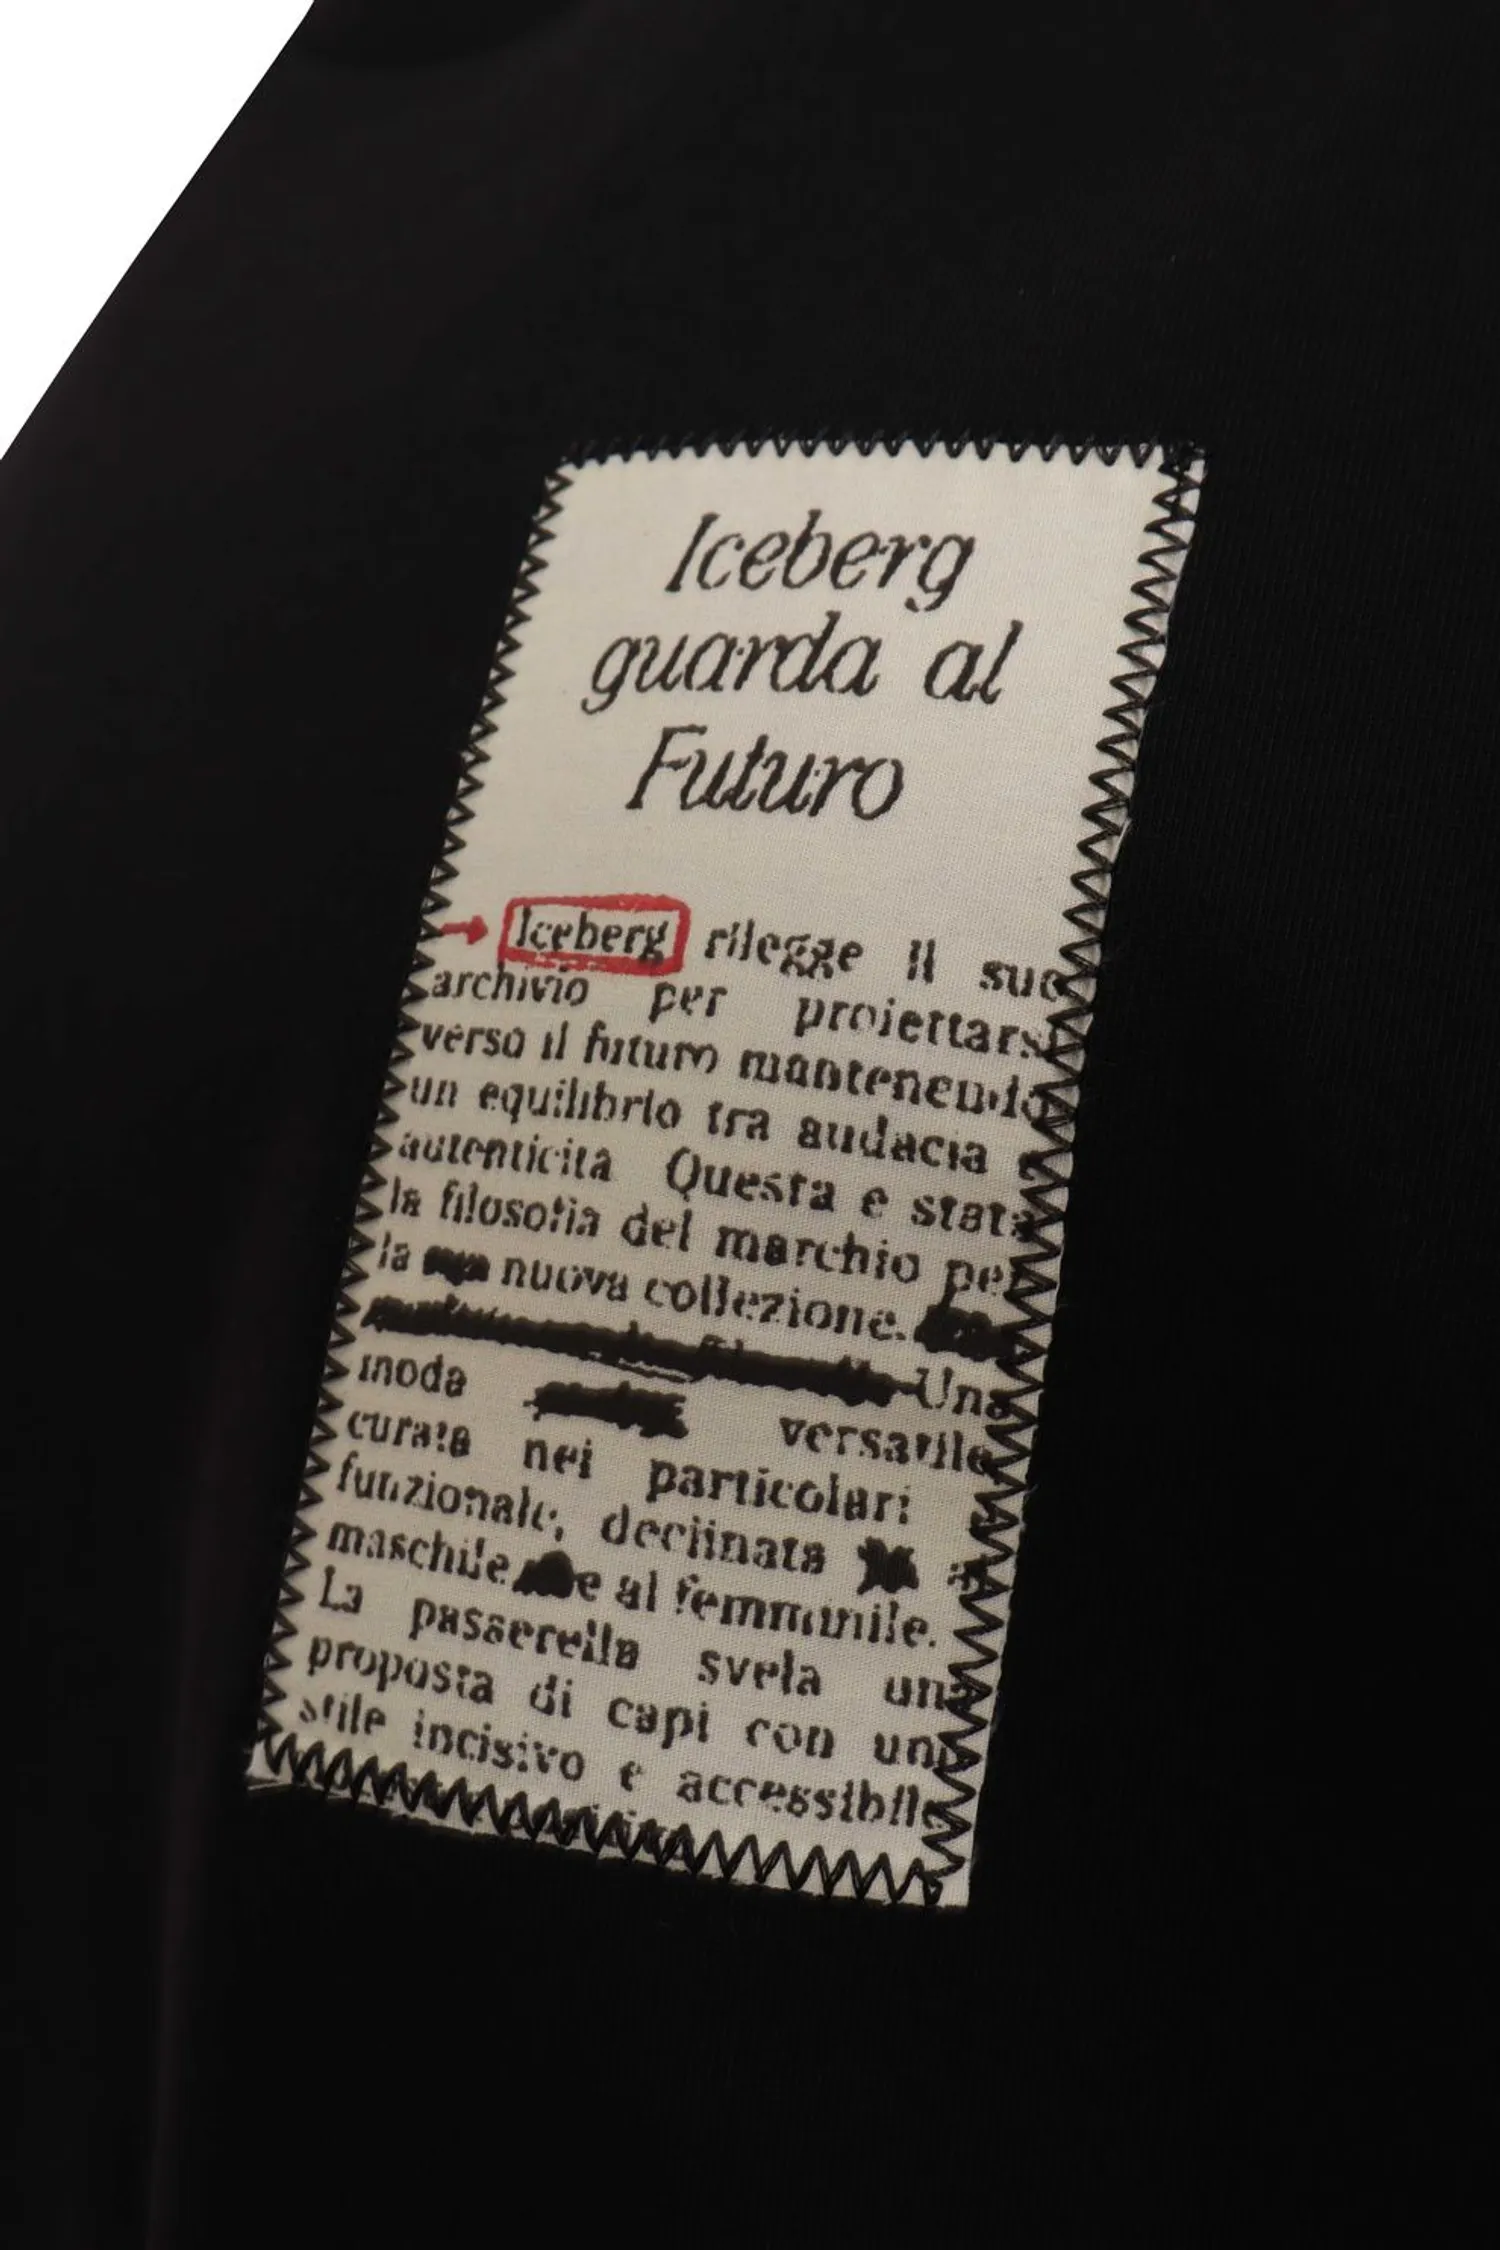 Iceberg
guarda al
Futuro
Iceberg rilegge il suo
archivio per proiettarsi
verso il futuro mantenendo
un equilibrio tra audacia e
autenticità Questa e stata
la filosofia del marchio per
la nuova collezione.
Una
moda versatile
curata nei particolari
funzionale, declinata al
maschile e al femminile.
La passerella svela una
proposta di capi con uno
stile incisivo e accessibile